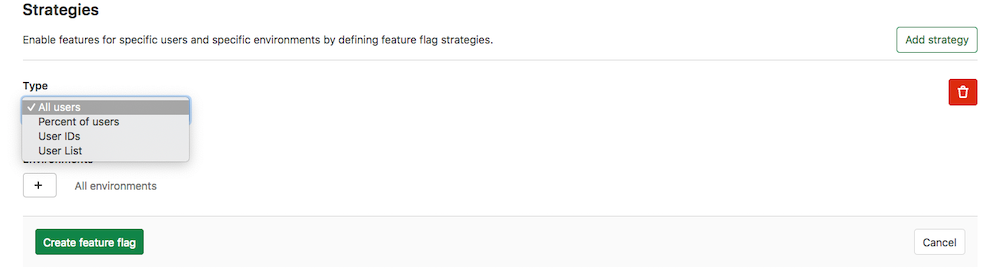 Strategies
Enable features for specific users and specific environments by defining feature flag strategies.
Add strategy
Type
✓ All users
Percent of users
User IDs
User List
Environments
+
All environments
Create feature flag
Cancel